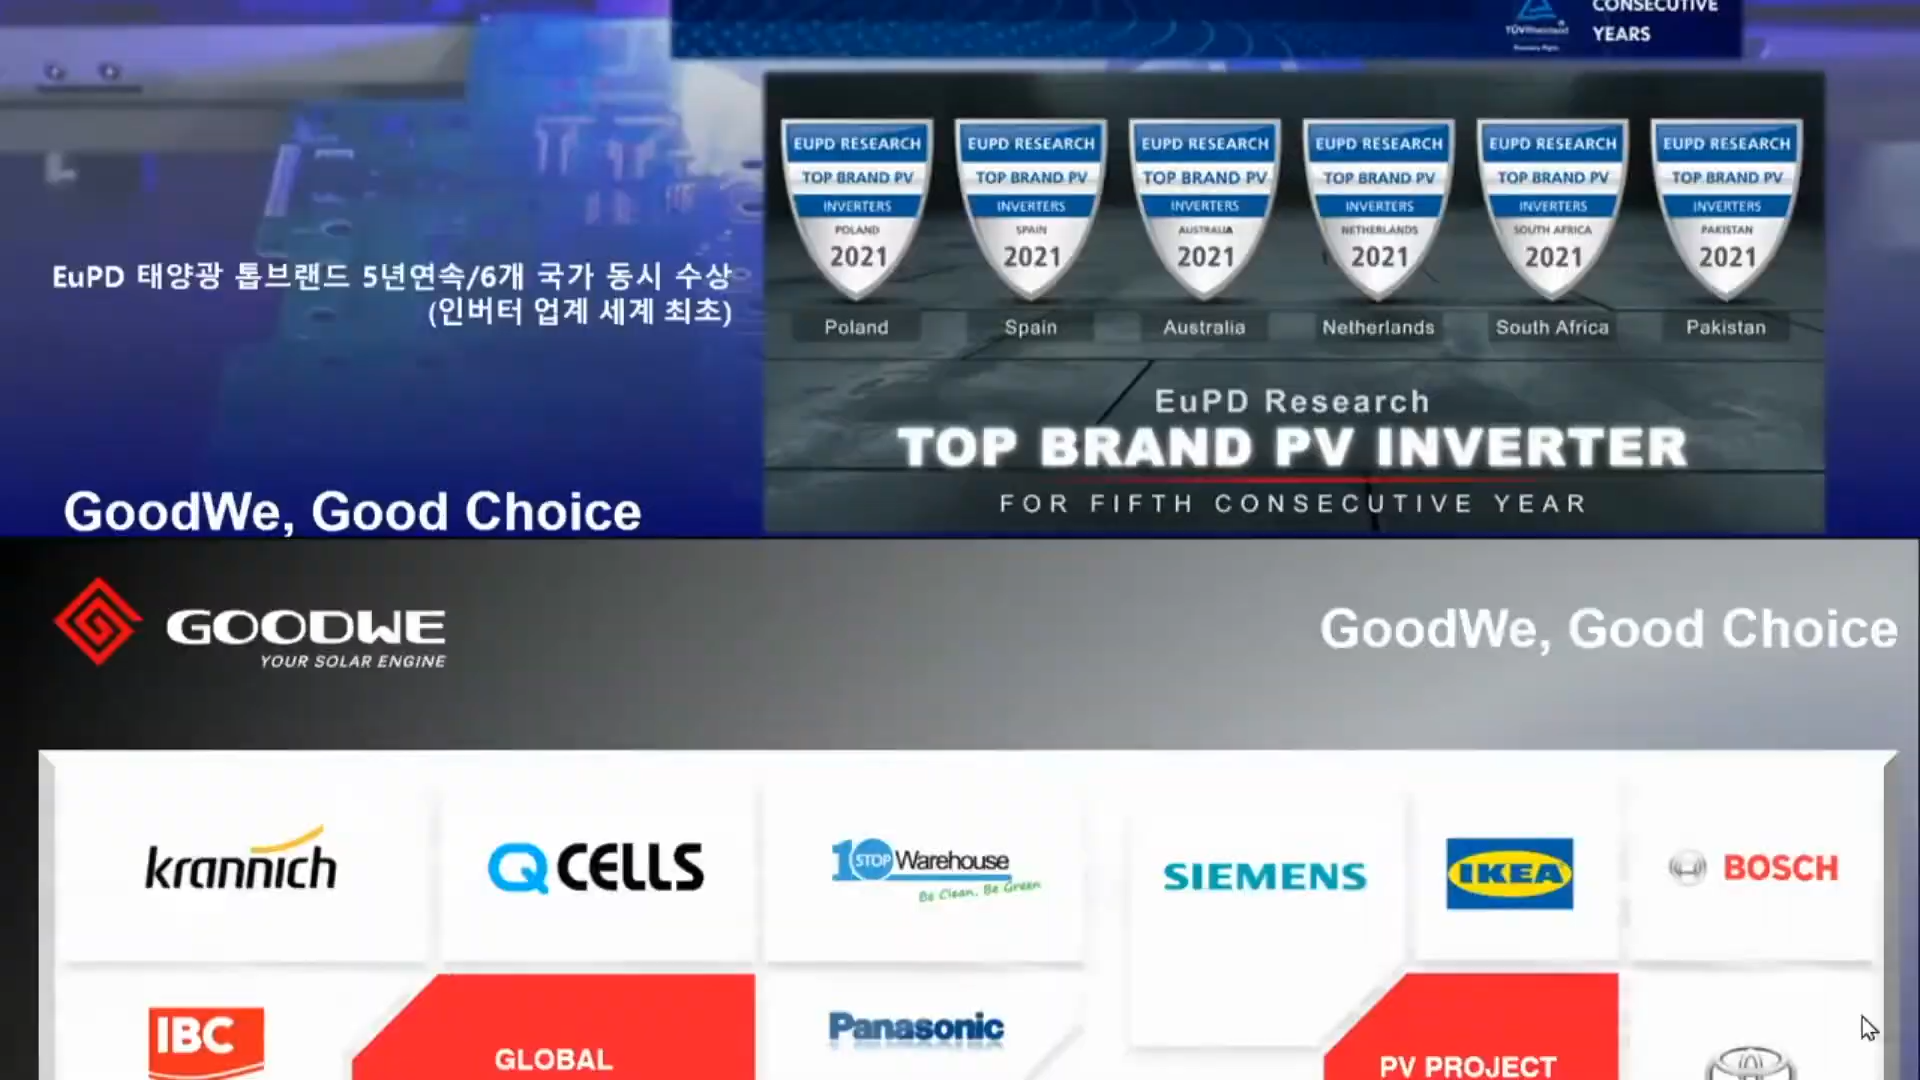 CONSECUTIVE
YEARS
TÜVRheinland
EUPD RESEARCH
TOP BRAND PV
INVERTERS
POLAND
2021
EUPD RESEARCH
TOP BRAND PV
INVERTERS
SPAIN
2021
EUPD RESEARCH
TOP BRAND PV
INVERTERS
AUSTRALIA
2021
EUPD RESEARCH
TOP BRAND PV
INVERTERS
NETHERLANDS
2021
EUPD RESEARCH
TOP BRAND PV
INVERTERS
SOUTH AFRICA
2021
EUPD RESEARCH
TOP BRAND PV
INVERTERS
PAKISTAN
2021
Poland
Spain
Australia
Netherlands
South Africa
Pakistan
EuPD 태양광 톱브랜드 5년연속/6개 국가 동시 수상
(인버터 업계 세계 최초)
EuPD Research
TOP BRAND PV INVERTER
FOR FIFTH CONSECUTIVE YEAR
GoodWe, Good Choice
GOODWE
YOUR SOLAR ENGINE
GoodWe, Good Choice
krannich
Q CELLS
1STOP Warehouse
Be Clean. Be Green
SIEMENS
IKEA
BOSCH
IBC
GLOBAL
Panasonic
PV PROJECT